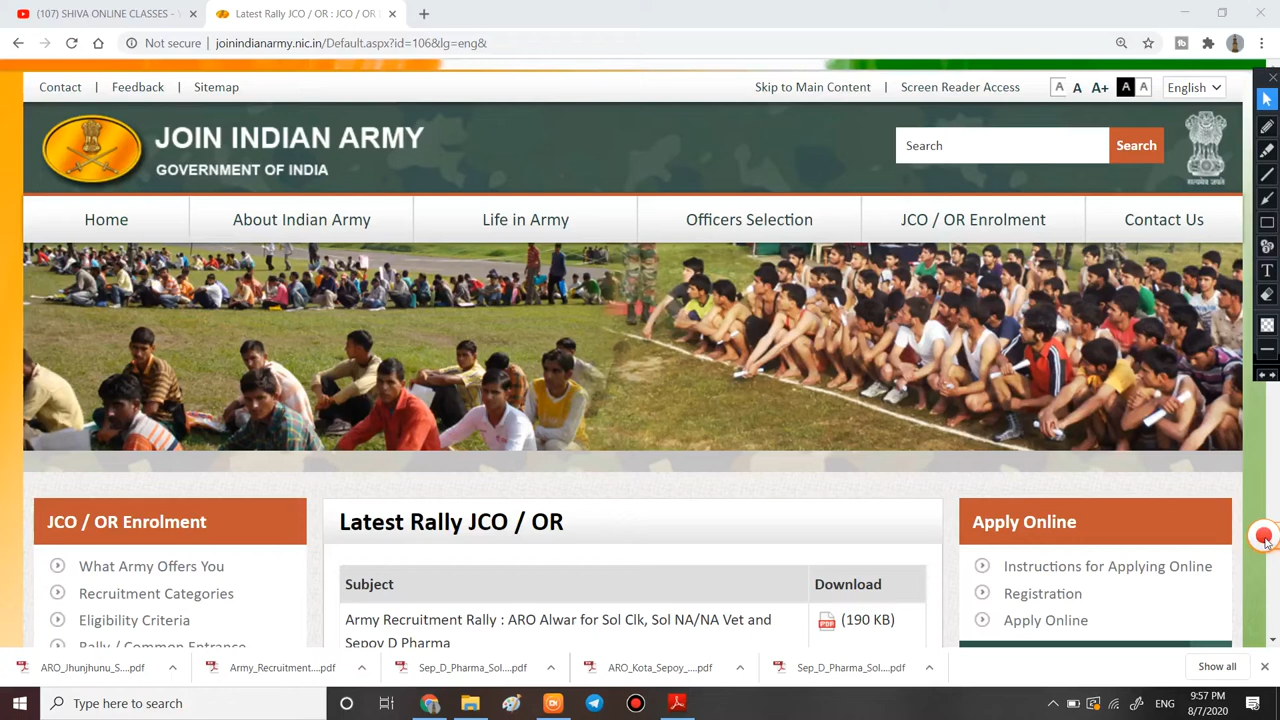 (107) SHIVA ONLINE CLASSES -
Latest Rally JCO / OR : JCO / OR
Not secure
joinindianarmy.nic.in/Default.aspx?id=106&lg=eng&
Contact | Feedback | Sitemap
Skip to Main Content | Screen Reader Access
A A A+ A A
English
JOIN INDIAN ARMY
GOVERNMENT OF INDIA
Search
Search
Home
About Indian Army
Life in Army
Officers Selection
JCO / OR Enrolment
Contact Us
JCO / OR Enrolment
What Army Offers You
Recruitment Categories
Eligibility Criteria
Rally / Common Entrance
Latest Rally JCO / OR
Subject
Download
Army Recruitment Rally : ARO Alwar for Sol Clk, Sol NA/NA Vet and
Sepoy D Pharma
(190 KB)
Apply Online
Instructions for Applying Online
Registration
Apply Online
ARO_Jhunjhunu_S....pdf
Army_Recruitment....pdf
Sep_D_Pharma_Sol....pdf
ARO_Kota_Sepoy_....pdf
Sep_D_Pharma_Sol....pdf
Show all
Type here to search
ENG
9:57 PM
8/7/2020